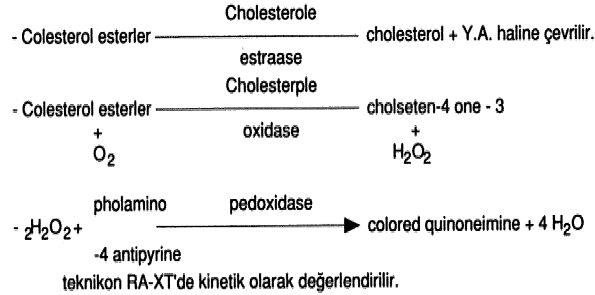 Cholesterole
- Colesterol esterler cholesterol + Y.A. haline çevrilir.
estraase
Cholesterple
- Colesterol esterler cholseten-4 one - 3
+ oxidase +
O2 H2O2
pholamino pedoxidase
- 2H2O2+ colored quinoneimine + 4 H2O
-4 antipyrine
teknikon RA-XT'de kinetik olarak değerlendirilir.